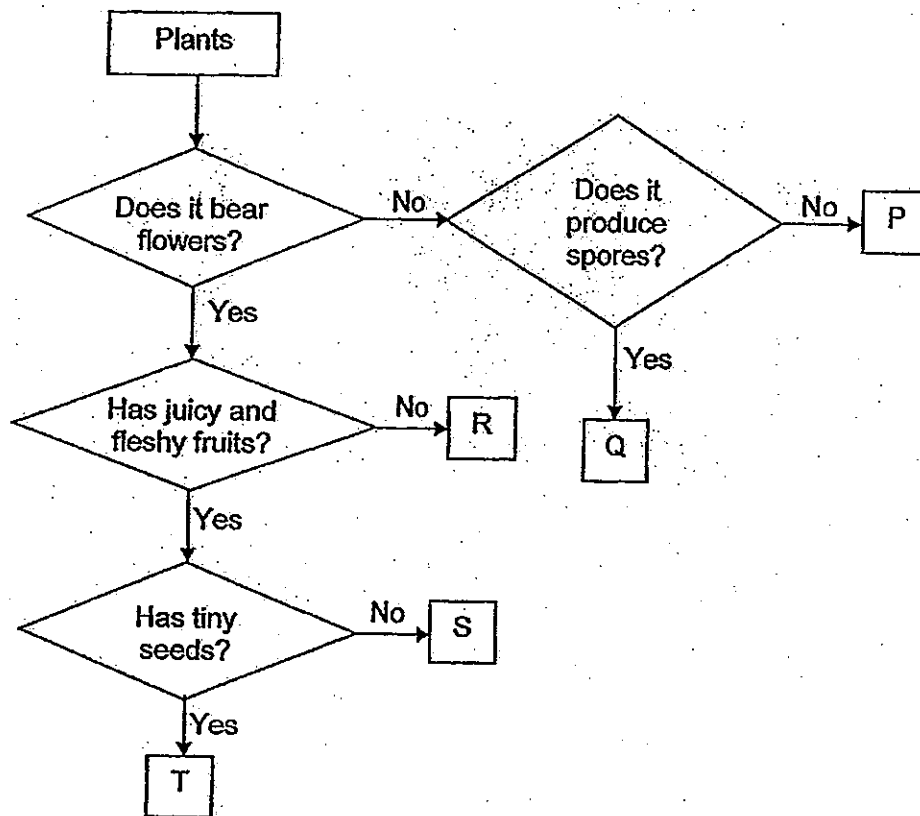 Plants
Does it bear
flowers?
No
Does it
produce
spores?
No
P
Yes
Yes
Q
Has juicy and
fleshy fruits?
No
R
Yes
Has tiny
seeds?
No
S
Yes
T